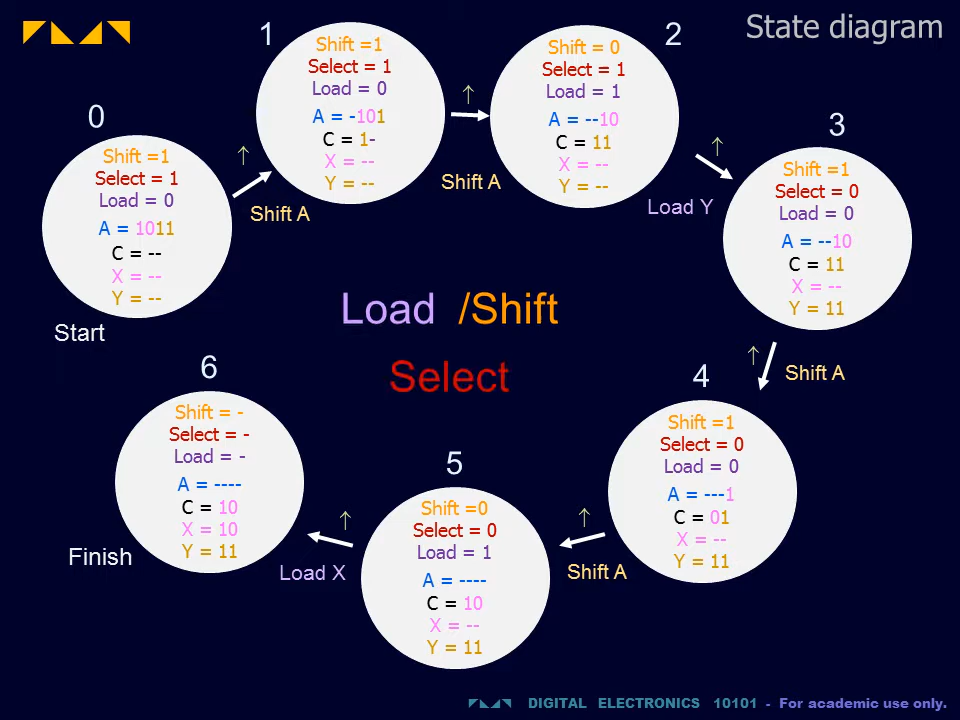 State diagram
0
Shift =1
Select = 1
Load = 0
A = 1011
C = --
X = --
Y = --
Start
↑
Shift A
1
Shift =1
Select = 1
Load = 0
A = -101
C = 1-
X = --
Y = --
↑
Shift A
2
Shift = 0
Select = 1
Load = 1
A = --10
C = 11
X = --
Y = --
↑
Load Y
3
Shift =1
Select = 0
Load = 0
A = --10
C = 11
X = --
Y = 11
↑
Shift A
Load /Shift
Select
4
Shift =1
Select = 0
Load = 0
A = ---1
C = 01
X = --
Y = 11
↑
Shift A
5
Shift =0
Select = 0
Load = 1
A = ----
C = 10
X = --
Y = 11
↑
Load X
6
Shift = -
Select = -
Load = -
A = ----
C = 10
X = 10
Y = 11
Finish
DIGITAL ELECTRONICS 10101 - For academic use only.